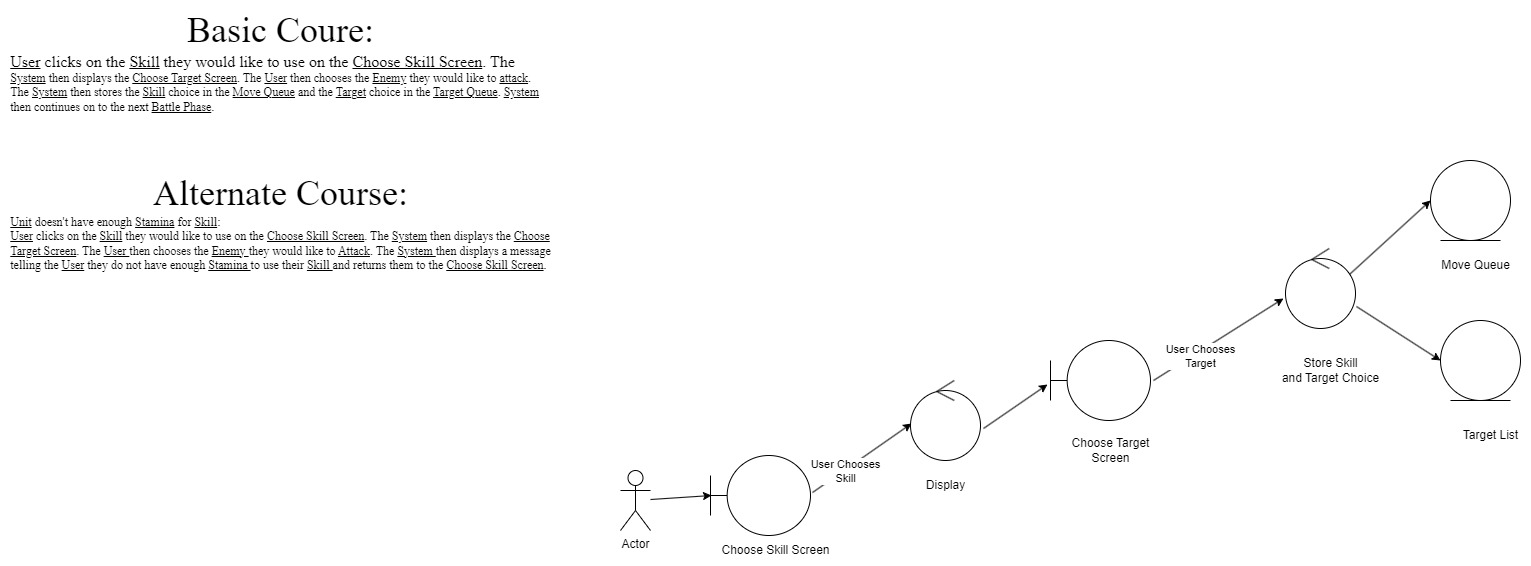 Basic Coure:
User clicks on the Skill they would like to use on the Choose Skill Screen. The
System then displays the Choose Target Screen. The User then chooses the Enemy they would like to attack.
The System then stores the Skill choice in the Move Queue and the Target choice in the Target Queue. System
then continues on to the next Battle Phase.
Alternate Course:
Unit doesn't have enough Stamina for Skill:
User clicks on the Skill they would like to use on the Choose Skill Screen. The System then displays the Choose
Target Screen. The User then chooses the Enemy they would like to Attack. The System then displays a message
telling the User they do not have enough Stamina to use their Skill and returns them to the Choose Skill Screen.
Actor
Choose Skill Screen
User Chooses
Skill
Display
Choose Target
Screen
User Chooses
Target
Store Skill
and Target Choice
Move Queue
Target List